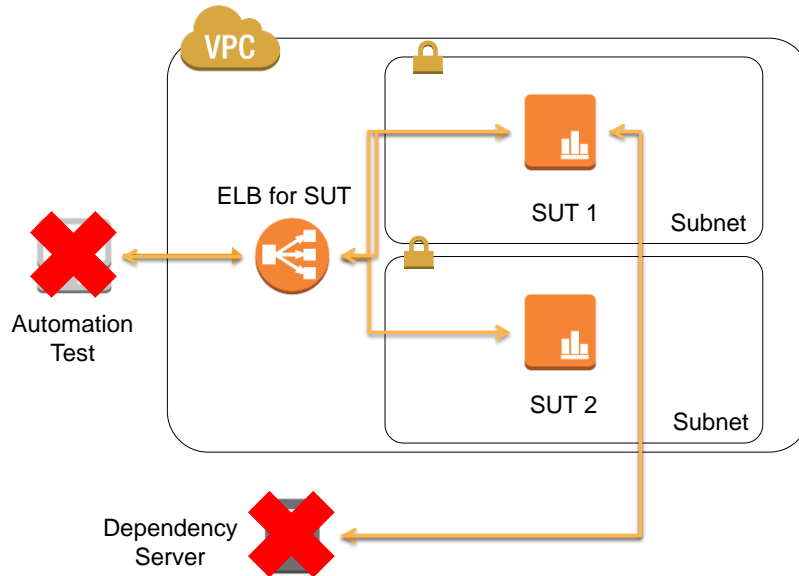 VPC
ELB for SUT
SUT 1
Subnet
Automation
Test
SUT 2
Subnet
Dependency
Server